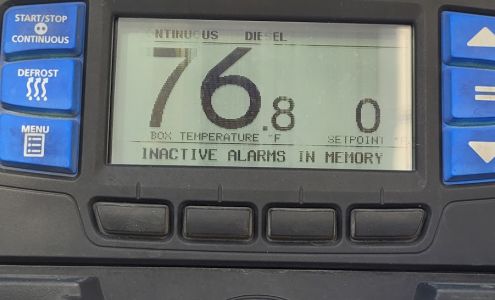 START/STOP
CONTINUOUS
DEFROST
MENU
NTINUOUS DIESEL
76.8 0
BOX TEMPERATURE °F SETPOINT °
INACTIVE ALARMS IN MEMORY